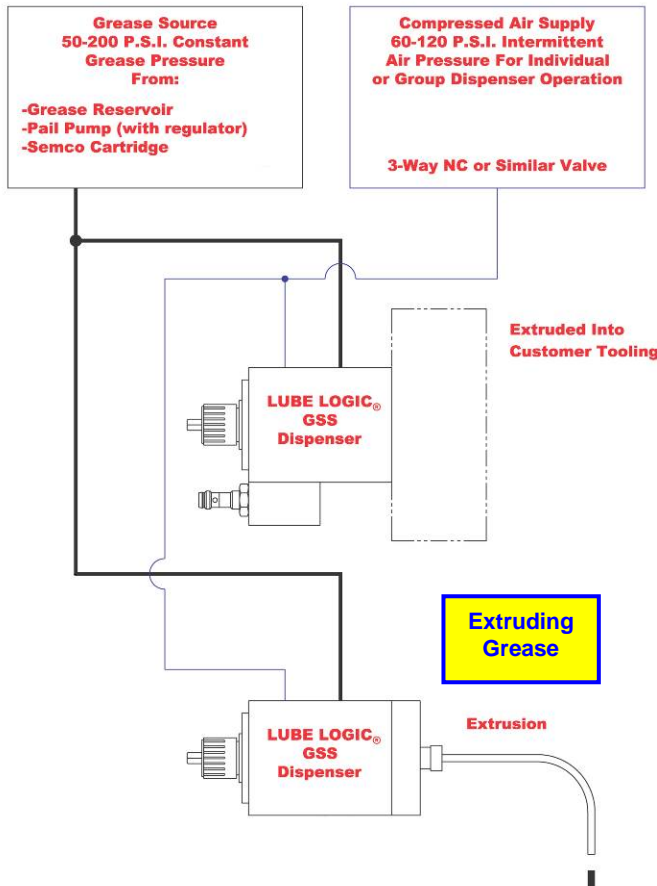 Grease Source
50-200 P.S.I. Constant
Grease Pressure
From:
-Grease Reservoir
-Pail Pump (with regulator)
-Semco Cartridge
Compressed Air Supply
60-120 P.S.I. Intermittent
Air Pressure For Individual
or Group Dispenser Operation
3-Way NC or Similar Valve
Extruded Into
Customer Tooling
LUBE LOGIC®
GSS
Dispenser
Extruding
Grease
Extrusion
LUBE LOGIC®
GSS
Dispenser